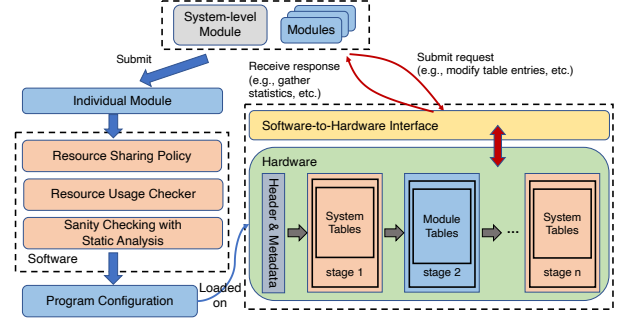 System-level
Module
Modules
Submit
Receive response
(e.g., gather
statistics, etc.)
Submit request
(e.g., modify table entries, etc.)
Individual Module
Resource Sharing Policy
Resource Usage Checker
Sanity Checking with
Static Analysis
Software
Program Configuration
Loaded
on
Software-to-Hardware Interface
Hardware
Header & Metadata
System
Tables
stage 1
Module
Tables
stage 2
...
System
Tables
stage n